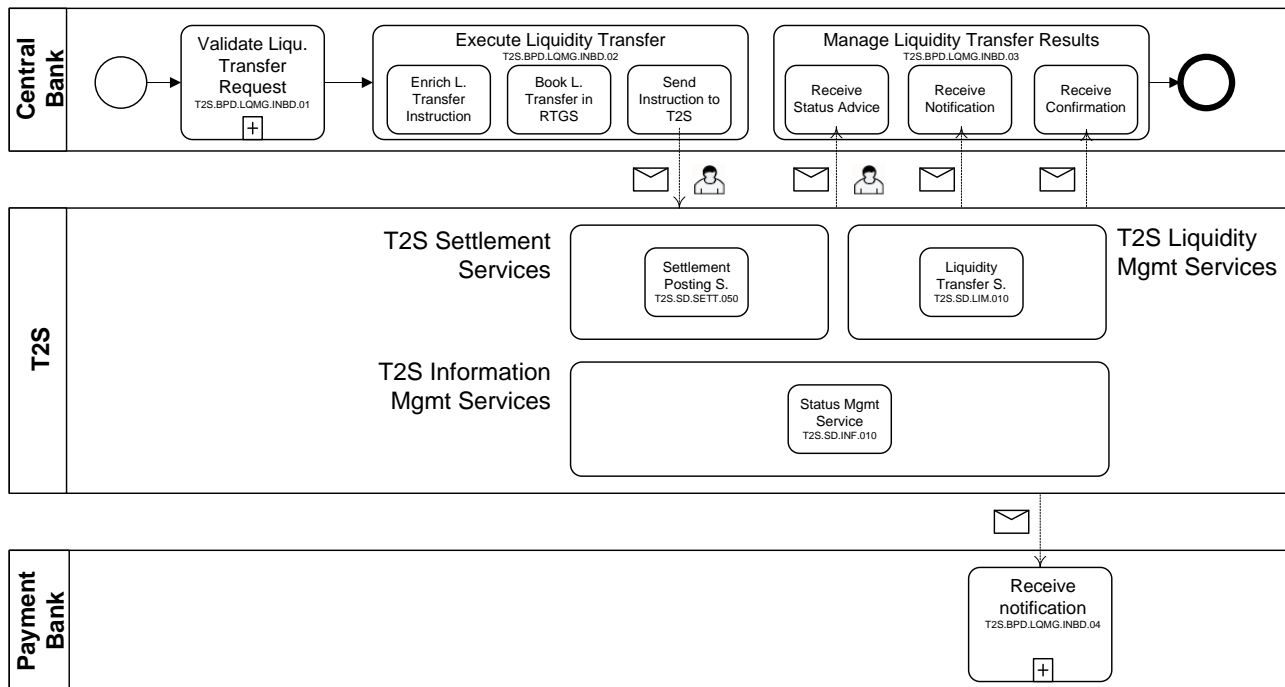 Central
Bank
Validate Liqu.
Transfer
Request
T2S.BPD.LQMG.INBD.01
+
Execute Liquidity Transfer
T2S.BPD.LQMG.INBD.02
Enrich L.
Transfer
Instruction
Book L.
Transfer in
RTGS
Send
Instruction to
T2S
Manage Liquidity Transfer Results
T2S.BPD.LQMG.INBD.03
Receive
Status Advice
Receive
Notification
Receive
Confirmation
T2S
T2S Settlement
Services
Settlement
Posting S.
T2S.SD.SETT.050
Liquidity
Transfer S.
T2S.SD.LIM.010
T2S Liquidity
Mgmt Services
T2S Information
Mgmt Services
Status Mgmt
Service
T2S.SD.INF.010
Payment
Bank
Receive
notification
T2S.BPD.LQMG.INBD.04
+